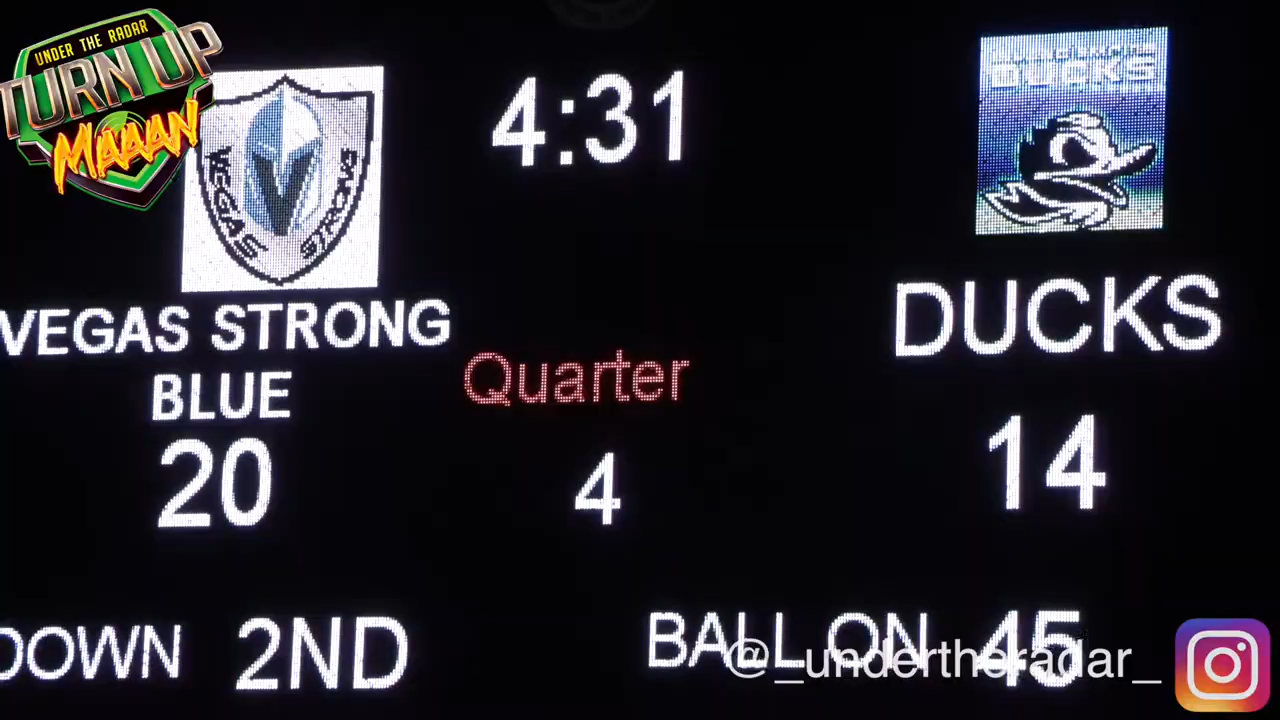 UNDER THE RADAR
TURN UP
MAAAN
VEGAS STRONG
4:31
DUCKS
VEGAS STRONG
BLUE
20
Quarter
4
DUCKS
14
DOWN 2ND
BALL ON 45
@_undertheradar_